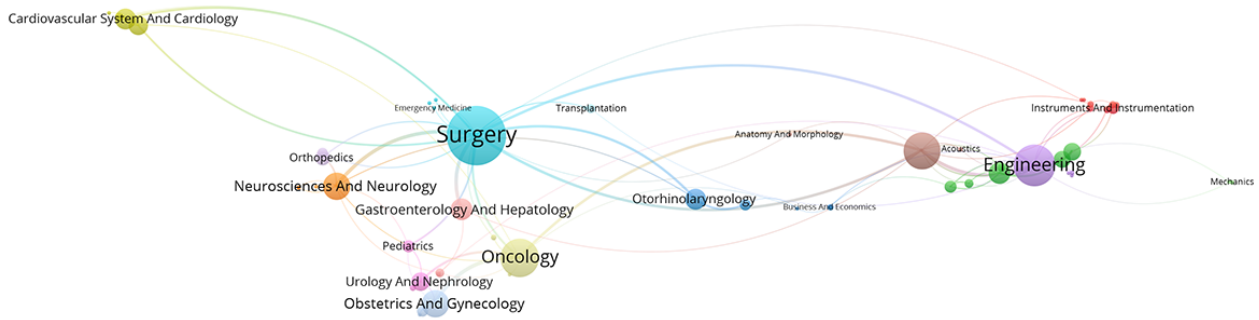 Cardiovascular System And Cardiology
Emergency Medicine
Transplantation
Instruments And Instrumentation
Surgery
Anatomy And Morphology
Acoustics
Orthopedics
Engineering
Neurosciences And Neurology
Mechanics
Otorhinolaryngology
Business And Economics
Gastroenterology And Hepatology
Pediatrics
Oncology
Urology And Nephrology
Obstetrics And Gynecology